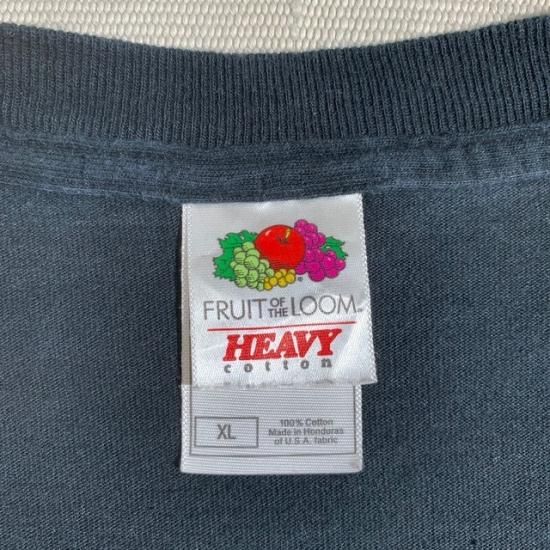 FRUIT OF THE LOOM
HEAVY
cotton
XL
100% Cotton
Made in Honduras
of U.S.A. fabric